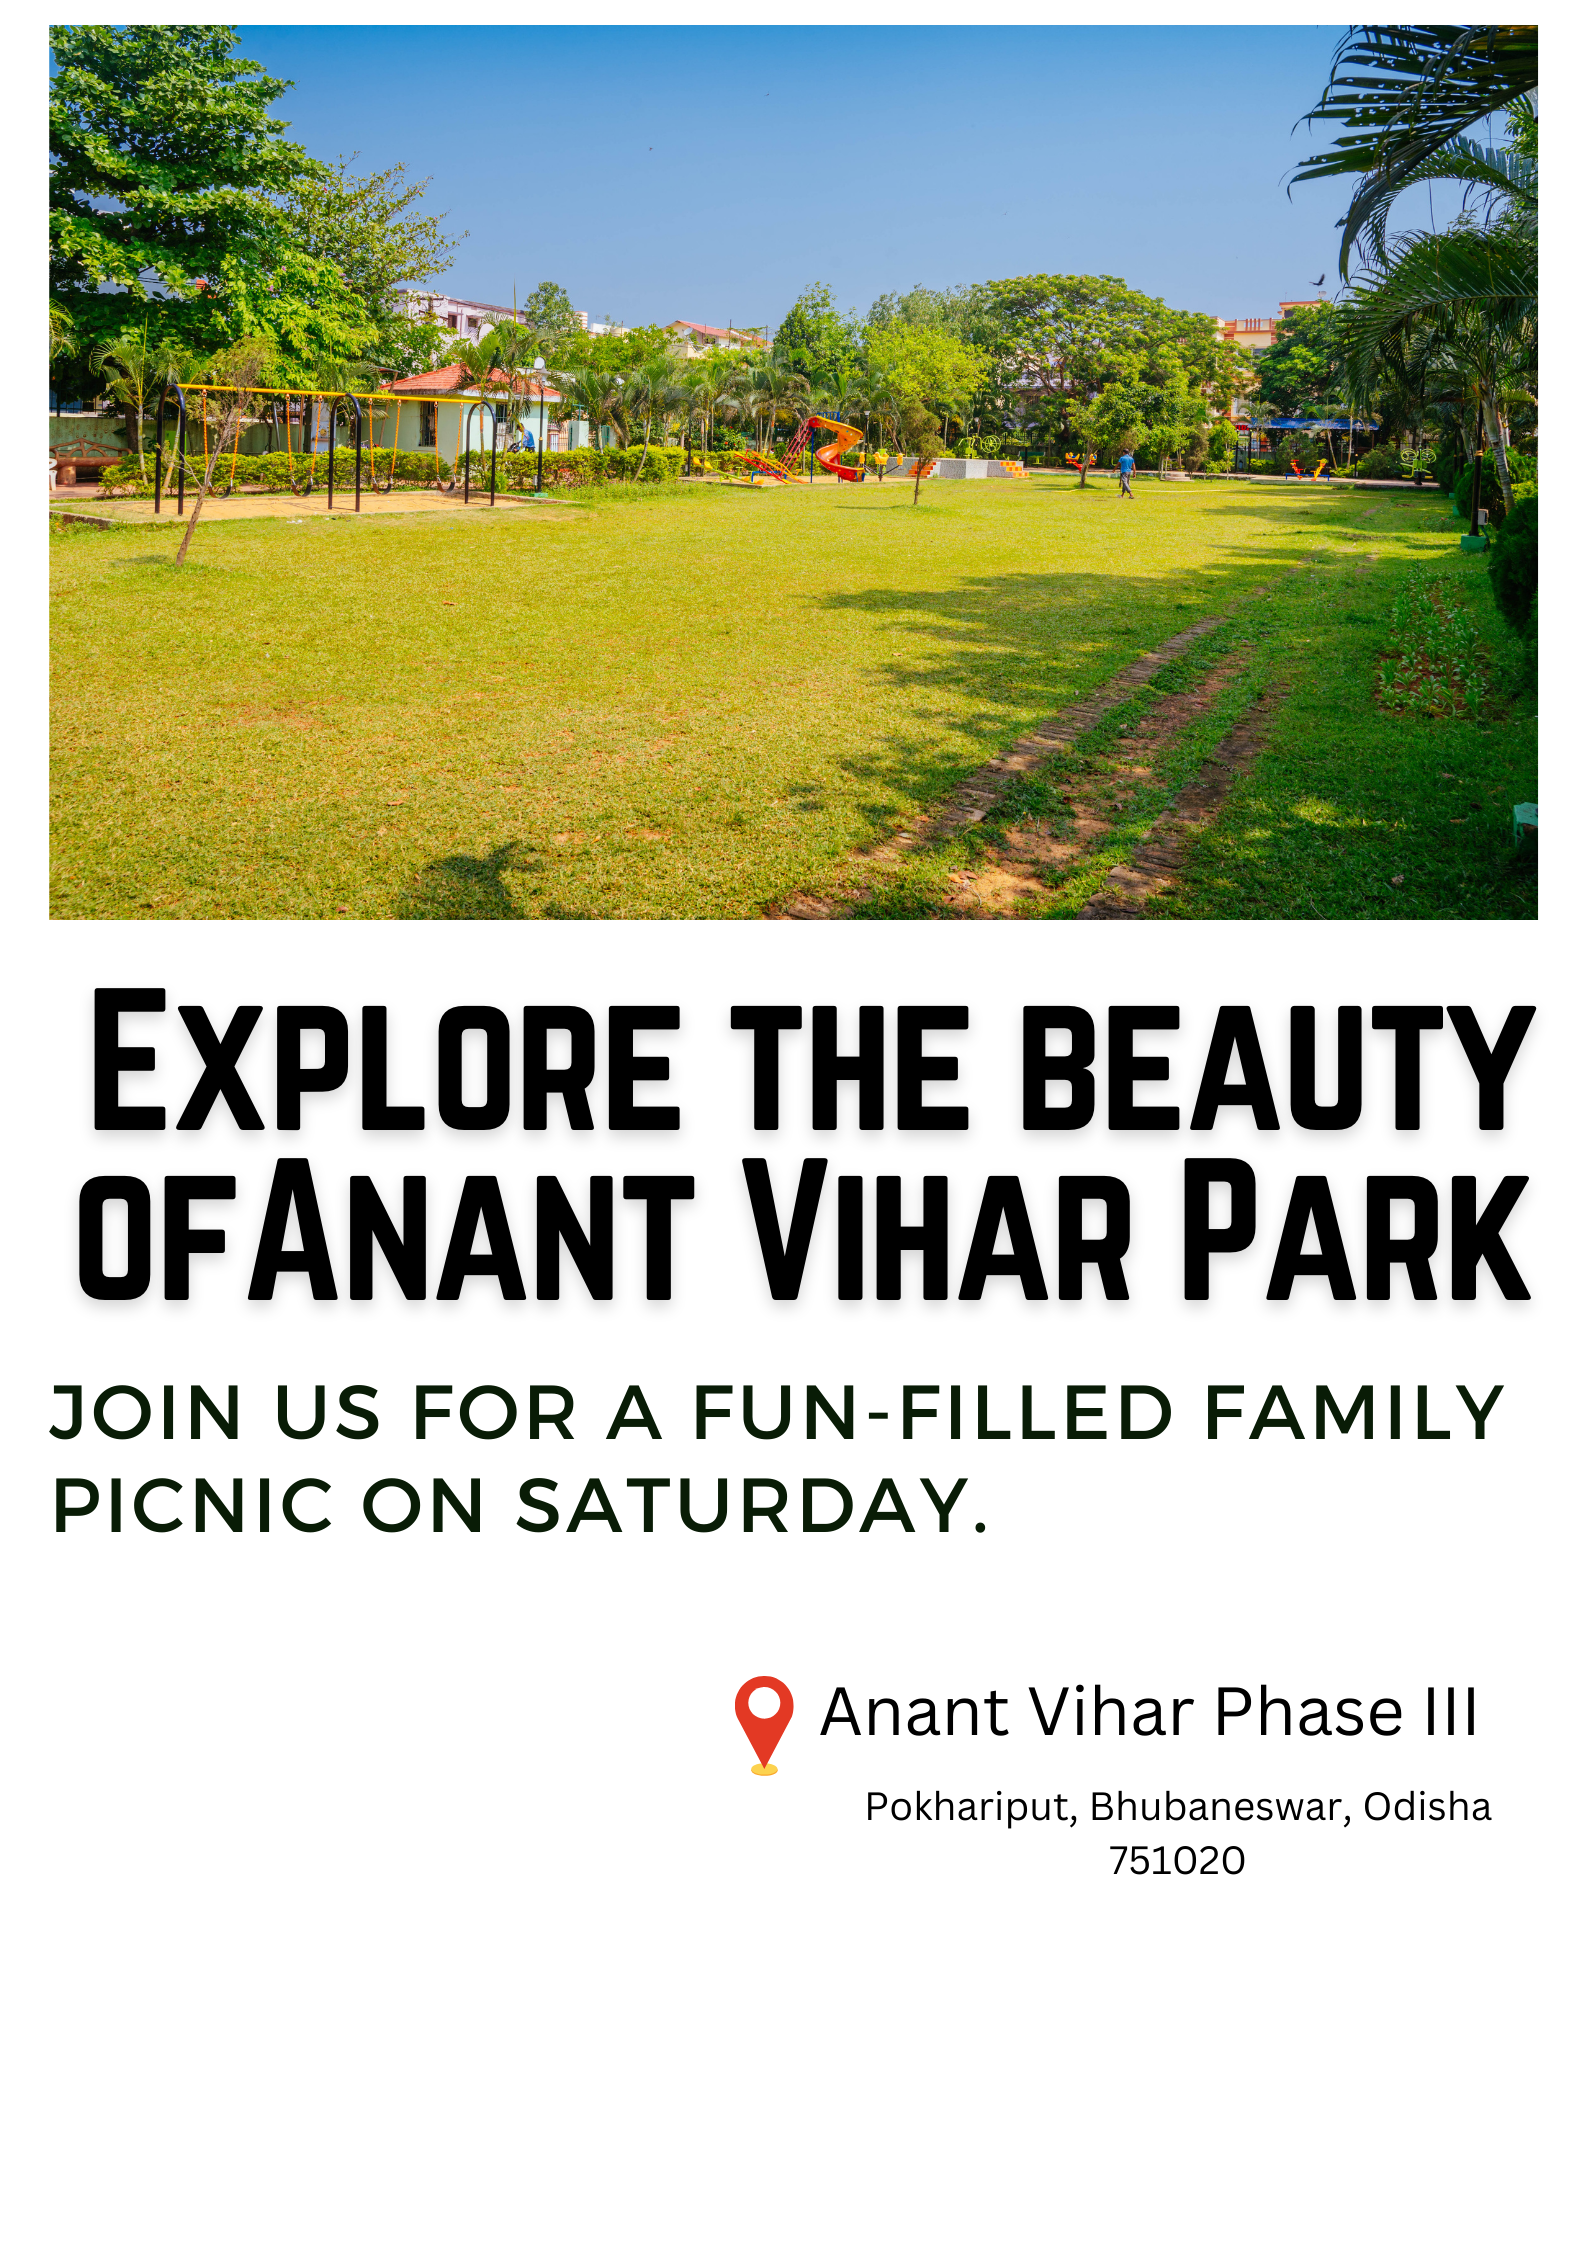 Explore the beauty
ofAnant Vihar Park
JOIN US FOR A FUN-FILLED FAMILY
PICNIC ON SATURDAY.
Anant Vihar Phase III
Pokhariput, Bhubaneswar, Odisha
751020